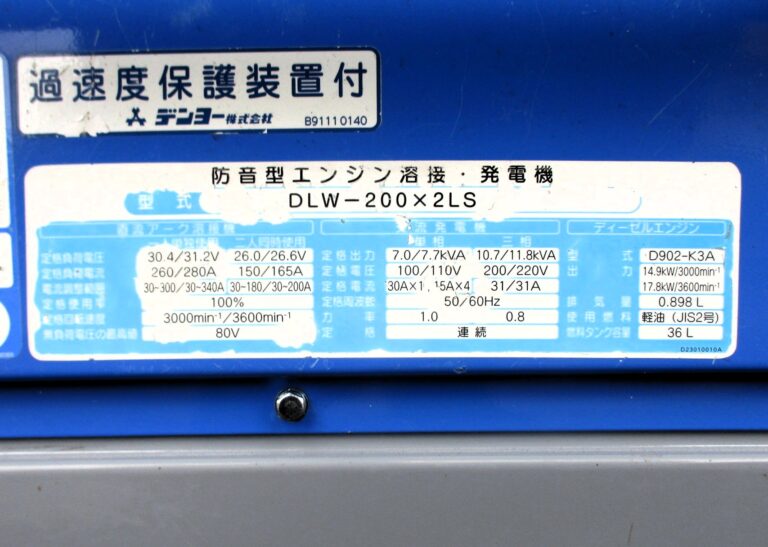 過速度保護装置付
デンヨー株式会社 B91110140
防音型エンジン溶接・発電機
型式 DLW-200×2LS
直流アーク溶接機 交流発電機 ディーゼルエンジン
一人単独使用 二人同時使用 単相 三相
定格負荷電圧 30.4/31.2V 26.0/26.6V 定格出力 7.0/7.7kVA 10.7/11.8kVA 型式 D902-K3A
定格負荷電流 260/280A 150/165A 定格電圧 100/110V 200/220V 出力 14.9kW/3000min⁻¹
電流調整範囲 30-300/30-340A 30-180/30-200A 定格電流 30A×1, 15A×4 31/31A 17.8kW/3600min⁻¹
定格使用率 100% 定格周波数 50/60Hz 排気量 0.898 L
定格回転速度 3000min⁻¹/3600min⁻¹ 力率 1.0 0.8 使用燃料 軽油(JIS2号)
無負荷電圧の最高値 80V 定格 連続 燃料タンク容量 36 L
D23010010A